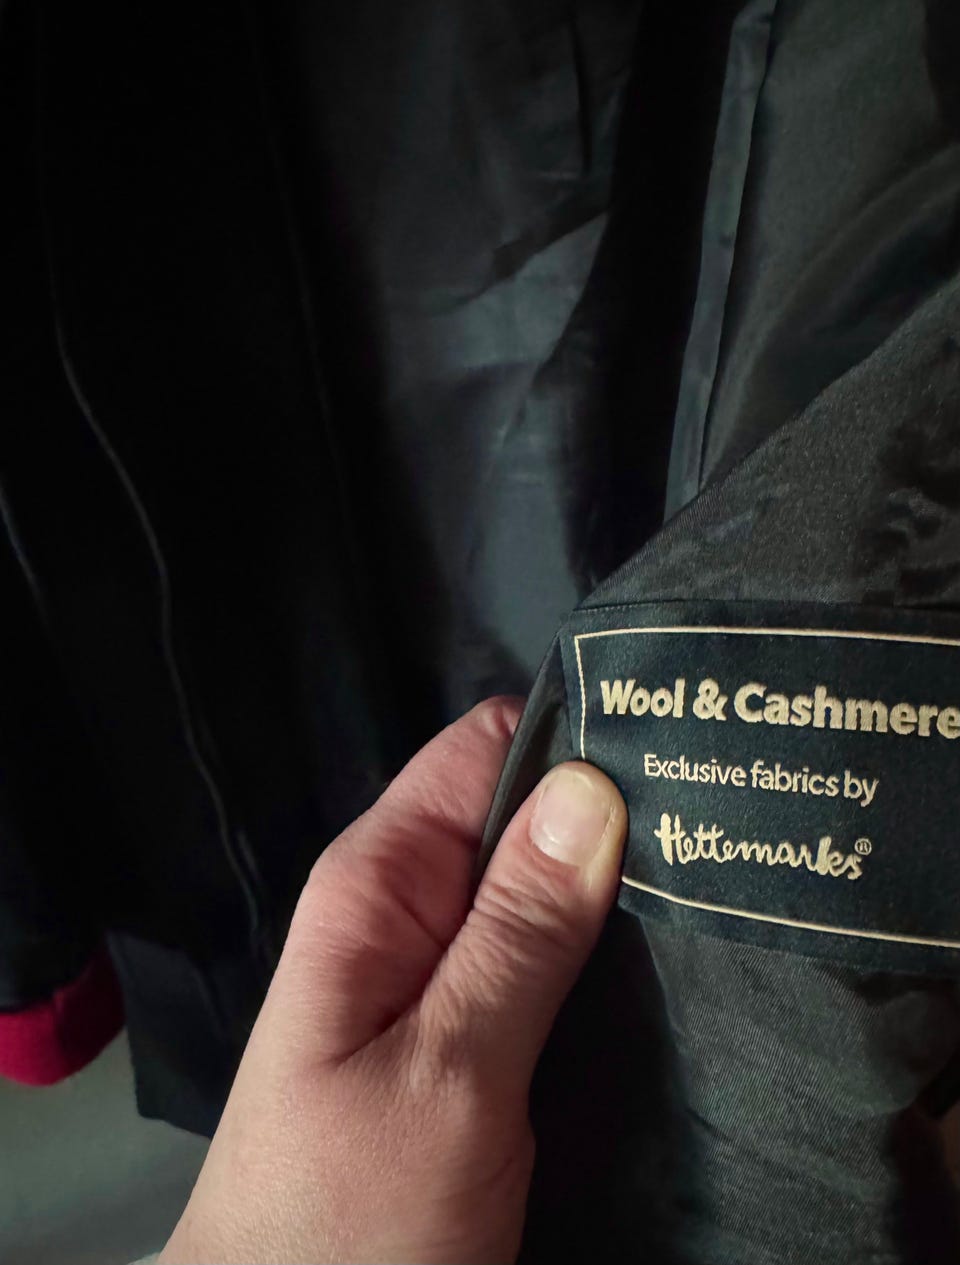 Wool & Cashmere
Exclusive fabrics by
Hettemarks®